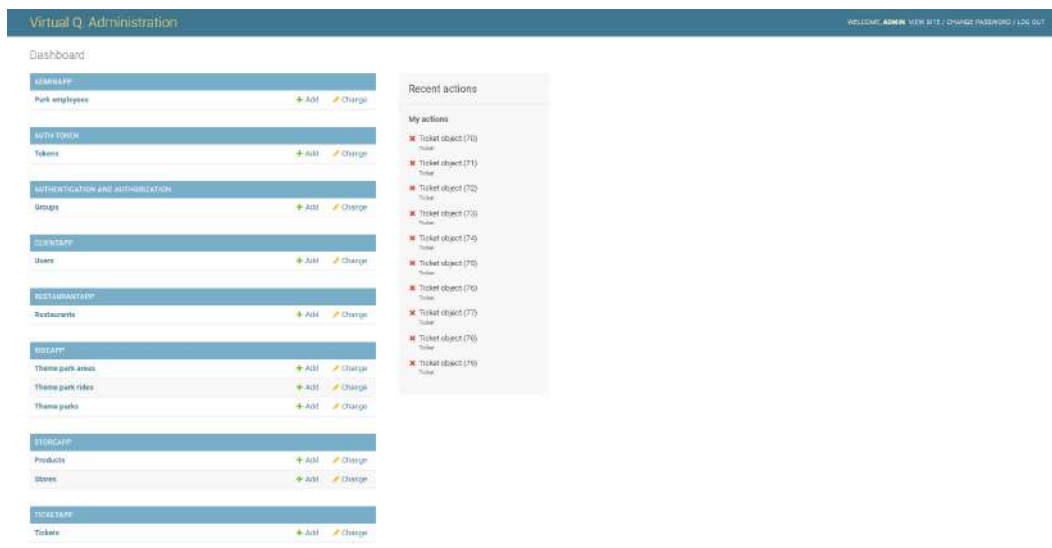 Virtual Q. Administration
WELCOME, ADMIN. VIEW SITE / CHANGE PASSWORD / LOG OUT
Dashboard
ADMINAPP
Park employees + Add Change
AUTH TOKEN
Tokens + Add Change
AUTHENTICATION AND AUTHORIZATION
Groups + Add Change
CLIENTAPP
Users + Add Change
RESTAURANTAPP
Restaurants + Add Change
RIDEAPP
Theme park areas + Add Change
Theme park rides + Add Change
Theme parks + Add Change
STOREAPP
Products + Add Change
Stores + Add Change
TICKETAPP
Tickets + Add Change
Recent actions
My actions
Ticket object (70)
Ticket
Ticket object (71)
Ticket
Ticket object (72)
Ticket
Ticket object (73)
Ticket
Ticket object (74)
Ticket
Ticket object (75)
Ticket
Ticket object (76)
Ticket
Ticket object (77)
Ticket
Ticket object (78)
Ticket
Ticket object (79)
Ticket